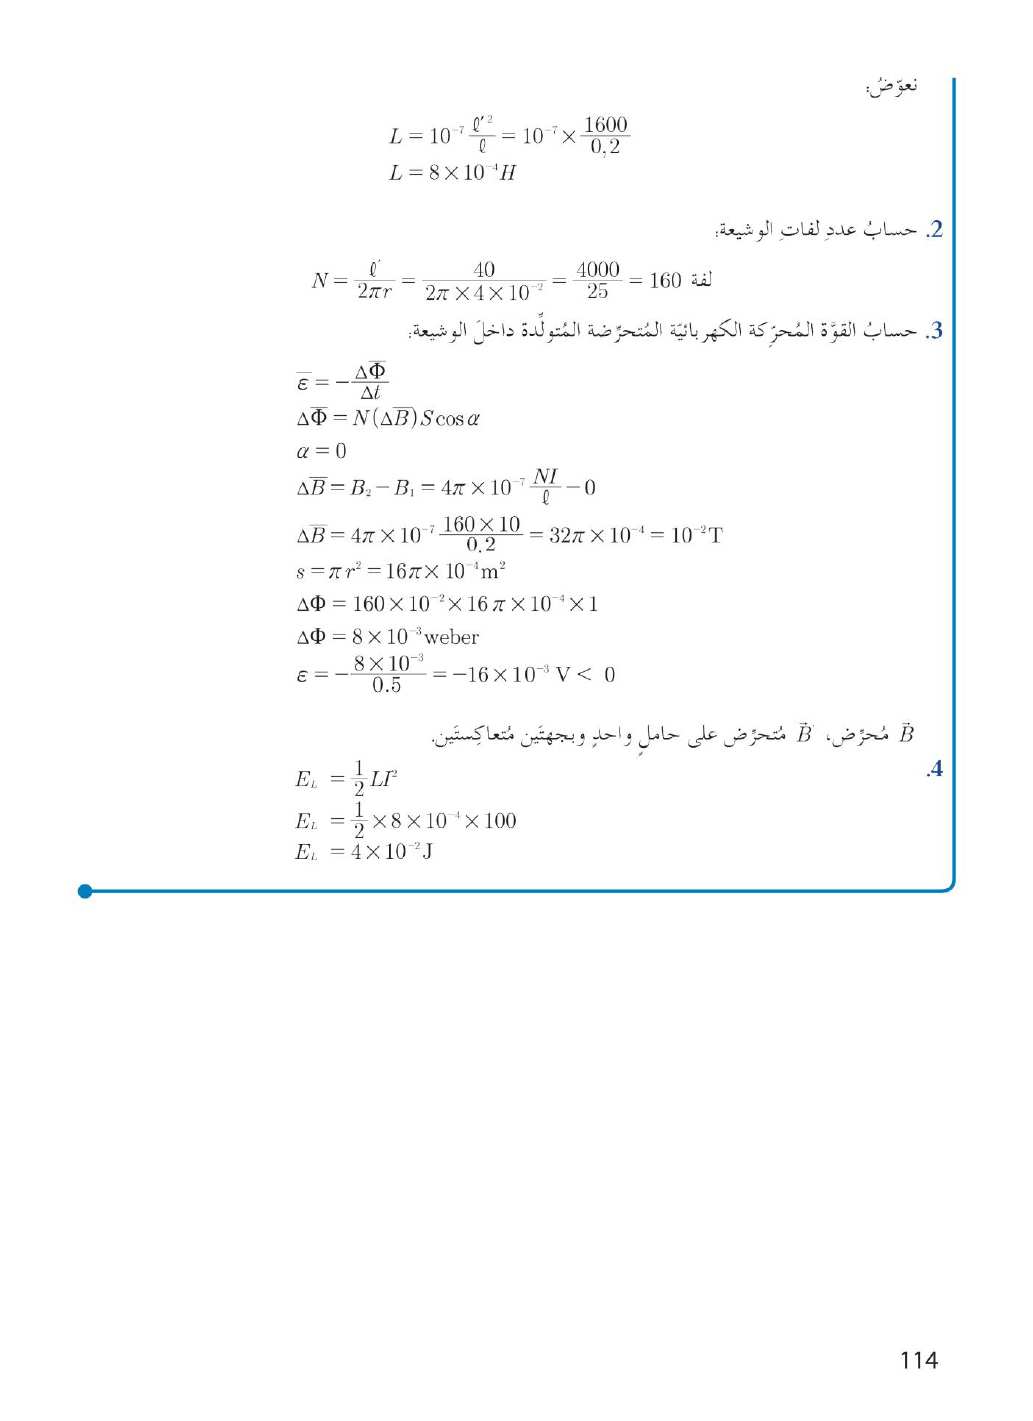 نعوّضُ:
L = 10⁻⁷ ℓ′²/ℓ = 10⁻⁷ × 1600/0,2
L = 8 × 10⁻⁴ H
2. حسابُ عددِ لفاتِ الوشيعة:
N = ℓ′/2πr = 40/2π × 4 × 10⁻² = 4000/25 = 160 لفة
3. حسابُ القوَّة المُحرِّكة الكهربائيّة المُتحرِّضة المُتولِّدة داخلَ الوشيعة:
ε̅ = −ΔΦ̅/Δt
ΔΦ̅ = N(ΔB̅)S cos α
α = 0
ΔB̅ = B₂ − B₁ = 4π × 10⁻⁷ NI/ℓ − 0
ΔB̅ = 4π × 10⁻⁷ 160 × 10/0.2 = 32π × 10⁻⁴ = 10⁻² T
s = πr² = 16π × 10⁻⁴ m²
ΔΦ = 160 × 10⁻² × 16π × 10⁻⁴ × 1
ΔΦ = 8 × 10⁻³ weber
ε = −8 × 10⁻³/0.5 = −16 × 10⁻³ V < 0
B⃗ مُحرِّض، B⃗′ مُتحرِّض على حاملٍ واحدٍ وبجهتَين مُتعاكِستَين.
4.
E_L = 1/2 LI²
E_L = 1/2 × 8 × 10⁻⁴ × 100
E_L = 4 × 10⁻² J
114